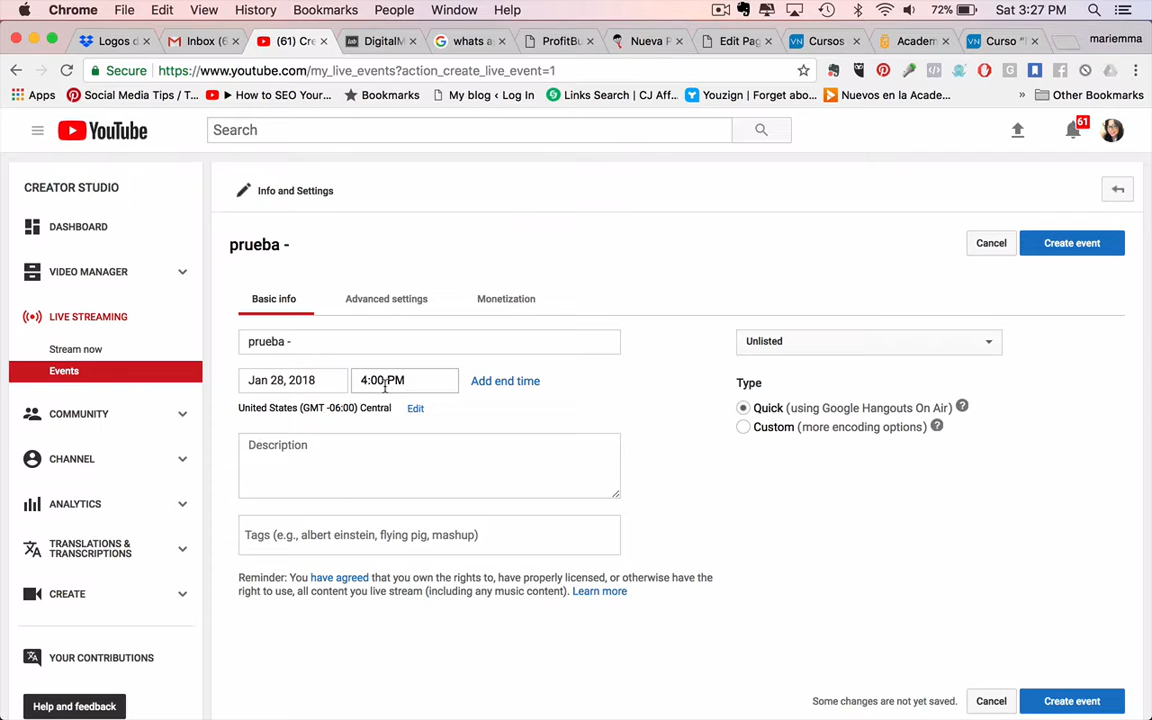 Chrome File Edit View History Bookmarks People Window Help 72% Sat 3:27 PM
Logos d Inbox (6 (61) Cre DigitalM whats a ProfitBu Nueva P Edit Pag Cursos Academ Curso " mariemma
Secure https://www.youtube.com/my_live_events?action_create_live_event=1
Apps Social Media Tips / T... ► How to SEO Your... Bookmarks My blog ‹ Log In Links Search | CJ Aff... Youzign | Forget abo... Nuevos en la Acade... » Other Bookmarks
YouTube Search 61
CREATOR STUDIO
DASHBOARD
VIDEO MANAGER
LIVE STREAMING
Stream now
Events
COMMUNITY
CHANNEL
ANALYTICS
TRANSLATIONS &
TRANSCRIPTIONS
CREATE
YOUR CONTRIBUTIONS
Help and feedback
Info and Settings
prueba -
Cancel Create event
Basic info Advanced settings Monetization
prueba -
Jan 28, 2018 4:00 PM Add end time
United States (GMT -06:00) Central Edit
Description
Tags (e.g., albert einstein, flying pig, mashup)
Reminder: You have agreed that you own the rights to, have properly licensed, or otherwise have the
right to use, all content you live stream (including any music content). Learn more
Unlisted
Type
Quick (using Google Hangouts On Air) ?
Custom (more encoding options) ?
Some changes are not yet saved. Cancel Create event